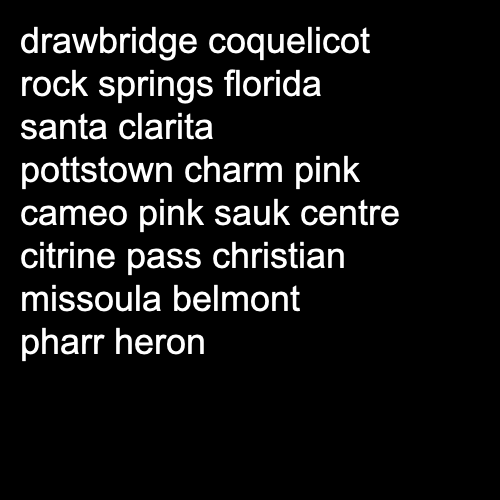 drawbridge coquelicot
rock springs florida
santa clarita
pottstown charm pink
cameo pink sauk centre
citrine pass christian
missoula belmont
pharr heron